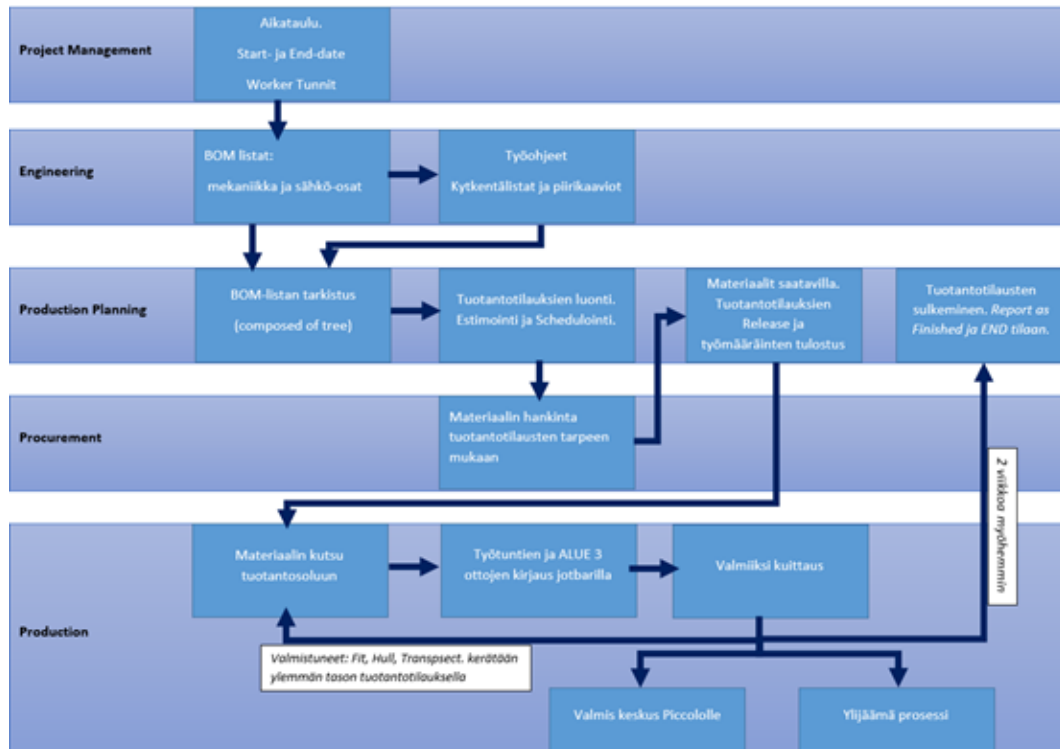 Project Management
Aikataulu.
Start- ja End-date
Worker Tunnit
Engineering
BOM listat:
mekaniikka ja sähkö-osat
Työohjeet
Kytkentälistat ja piirikaaviot
Production Planning
BOM-listan tarkistus
(composed of tree)
Tuotantotilauksien luonti.
Estimointi ja Schedulointi.
Materiaalit saatavilla.
Tuotantotilauksien
Release ja
työmääräinten tulostus
Tuotantotilausten
sulkeminen. Report as
Finished ja END tilaan.
Procurement
Materiaalin hankinta
tuotantotilausten tarpeen
mukaan
2 viikkoa myöhemmin
Production
Materiaalin kutsu
tuotantosoluun
Työtuntien ja ALUE 3
ottojen kirjaus jotbarilla
Valmiiksi kuittaus
Valmistuneet: Fit, Hull, Transpsect. kerätään
ylemmän tason tuotantotilauksella
Valmis keskus Piccololle
Ylijäämä prosessi